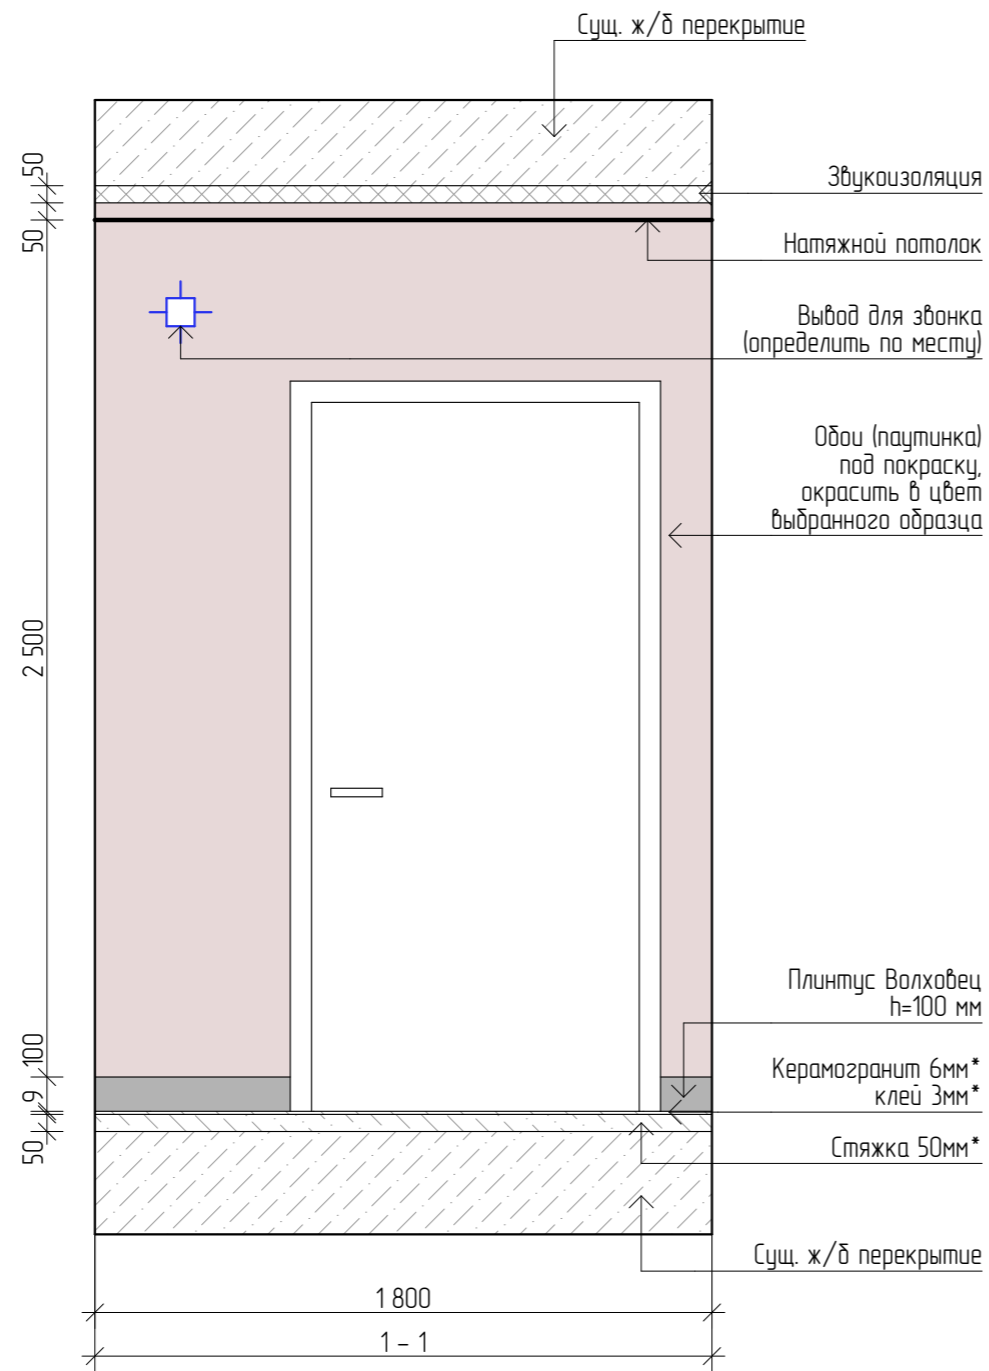 Сущ. ж/б перекрытие
50
Звукоизоляция
50
Натяжной потолок
Вывод для звонка
(определить по месту)
Обои (паутинка)
под покраску,
окрасить в цвет
выбранного образца
2 500
Плинтус Волховец
h=100 мм
100
Керамогранит 6мм*
клей 3мм*
9
Стяжка 50мм*
50
Сущ. ж/б перекрытие
1 800
1 - 1